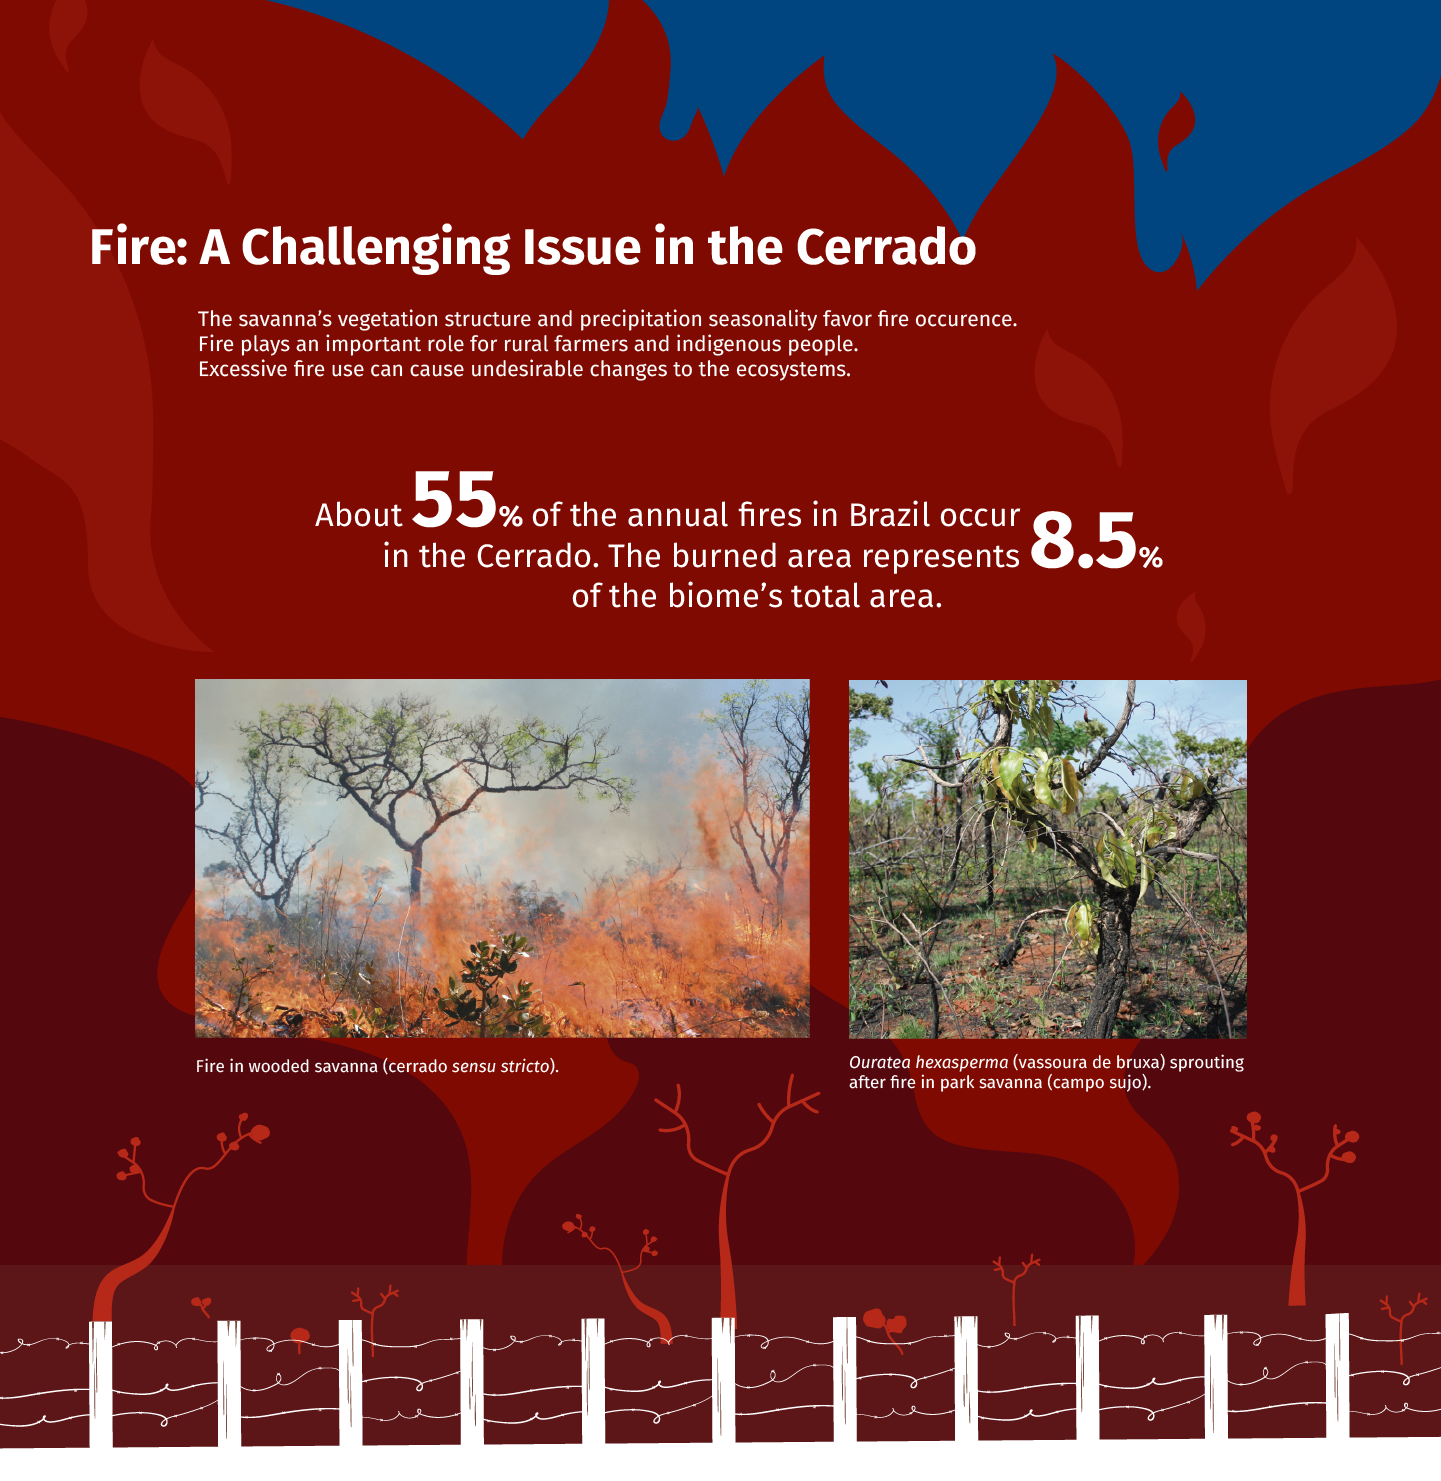 Fire: A Challenging Issue in the Cerrado
The savanna’s vegetation structure and precipitation seasonality favor fire occurence.
Fire plays an important role for rural farmers and indigenous people.
Excessive fire use can cause undesirable changes to the ecosystems.
About 55% of the annual fires in Brazil occur
in the Cerrado. The burned area represents 8.5%
of the biome’s total area.
Fire in wooded savanna (cerrado sensu stricto).
Ouratea hexasperma (vassoura de bruxa) sprouting
after fire in park savanna (campo sujo).